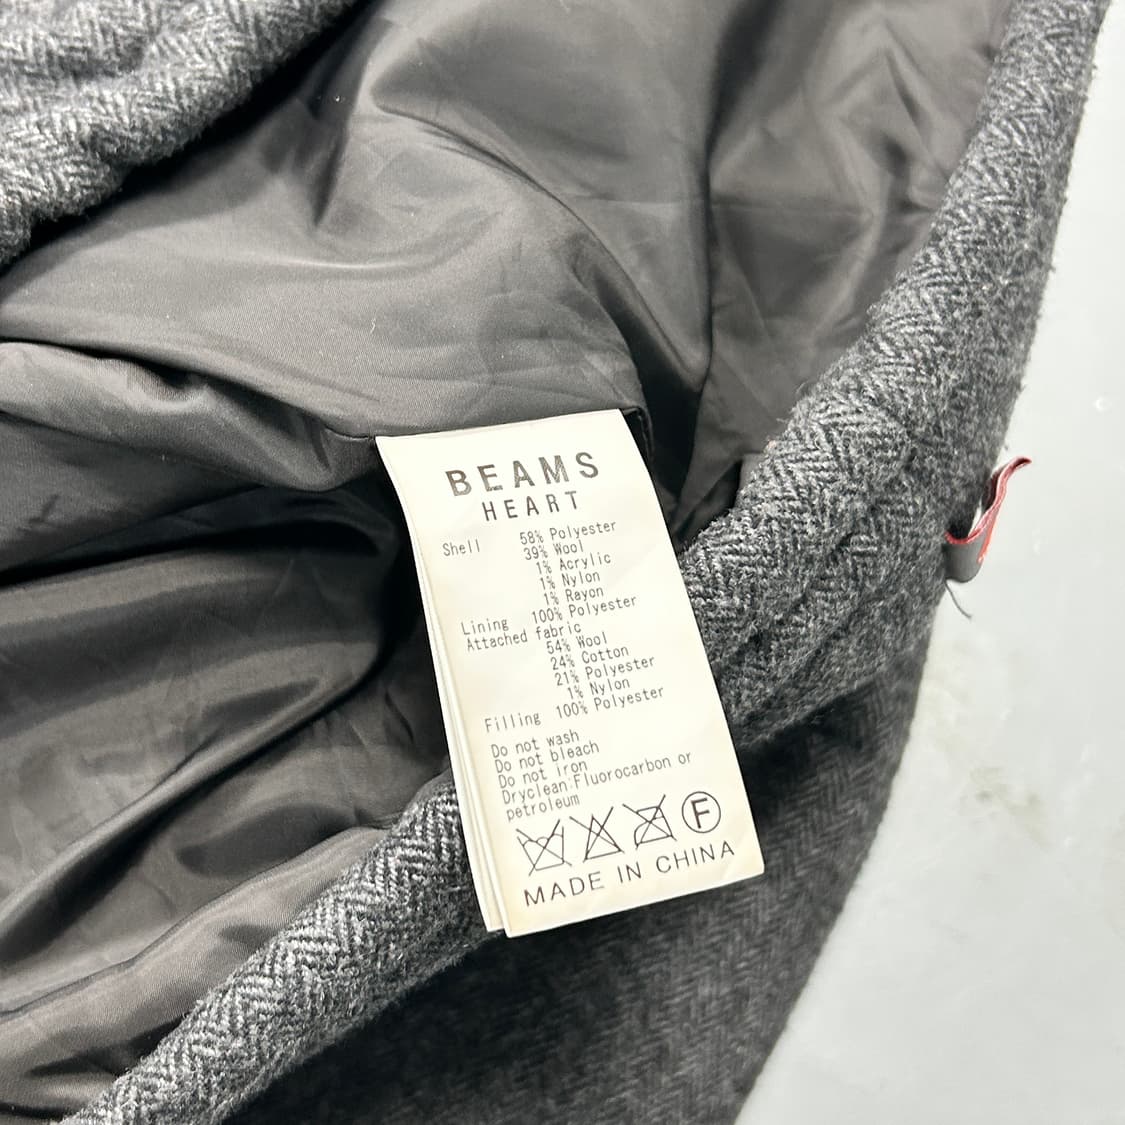 BEAMS
HEART
Shell 58% Polyester
39% Wool
1% Acrylic
1% Nylon
1% Rayon
Lining 100% Polyester
Attached fabric
54% Wool
24% Cotton
21% Polyester
1% Nylon
Filling 100% Polyester
Do not wash
Do not bleach
Do not iron
Dryclean:Fluorocarbon or
petroleum
F
MADE IN CHINA